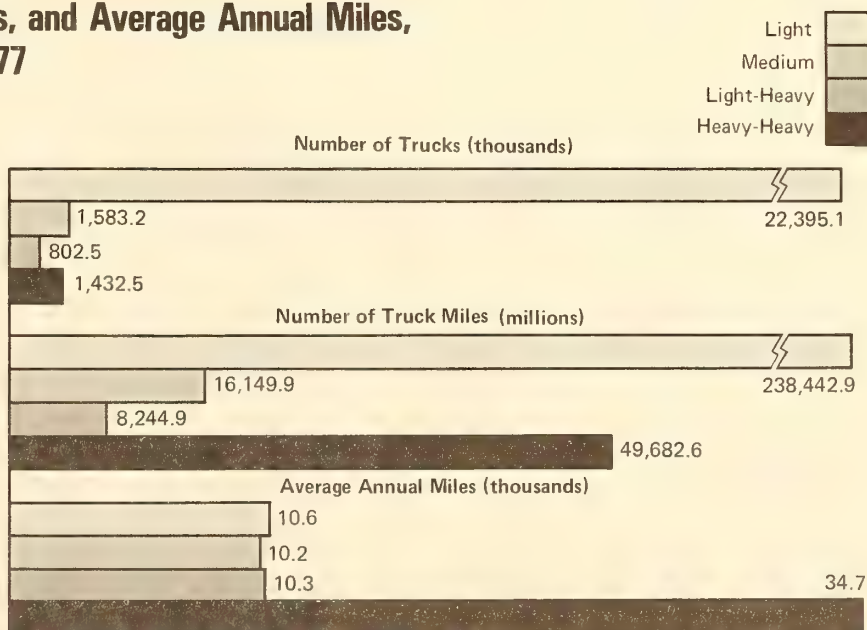 s, and Average Annual Miles,
77
Light
Medium
Light-Heavy
Heavy-Heavy
Number of Trucks (thousands)
22,395.1
1,583.2
802.5
1,432.5
Number of Truck Miles (millions)
238,442.9
16,149.9
8,244.9
49,682.6
Average Annual Miles (thousands)
10.6
10.2
10.3
34.7